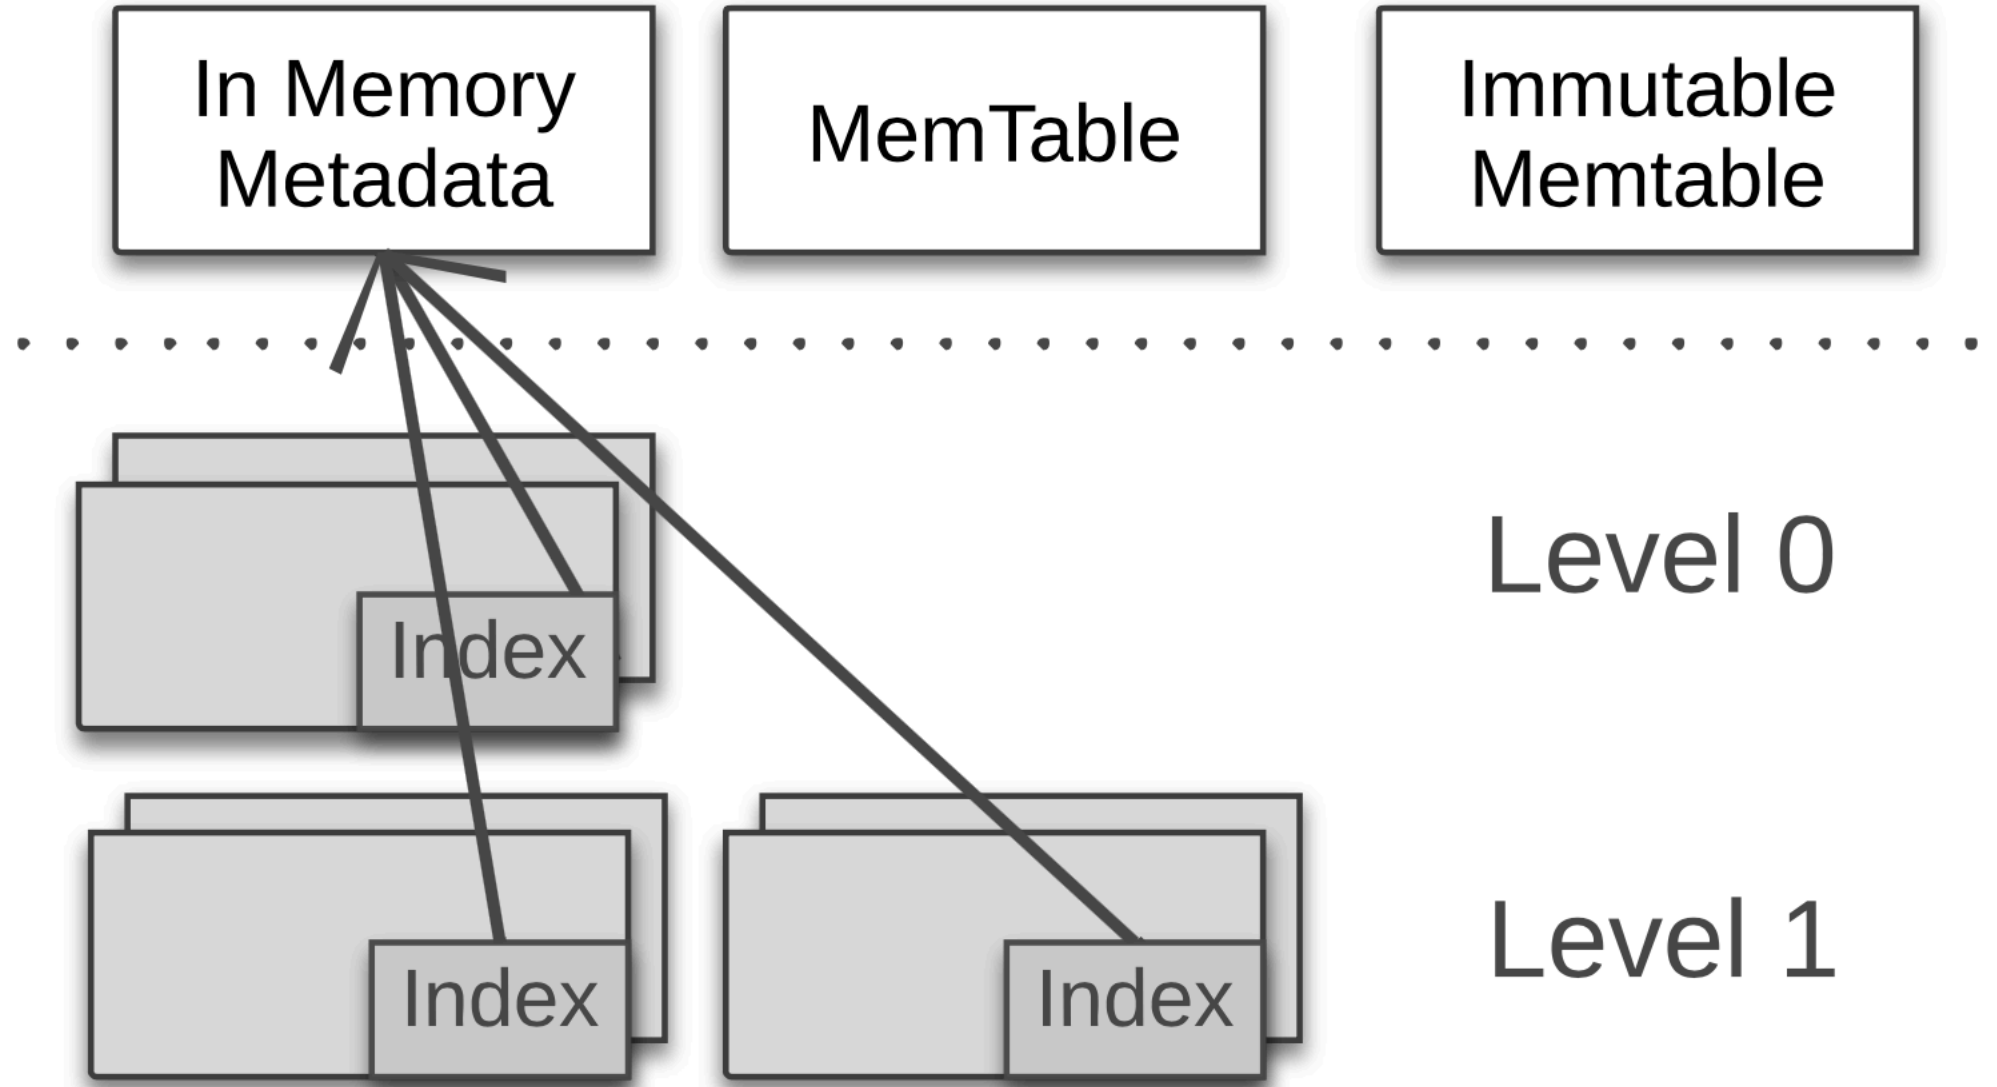 In Memory
Metadata
MemTable
Immutable
Memtable
Level 0
Index
Level 1
Index
Index